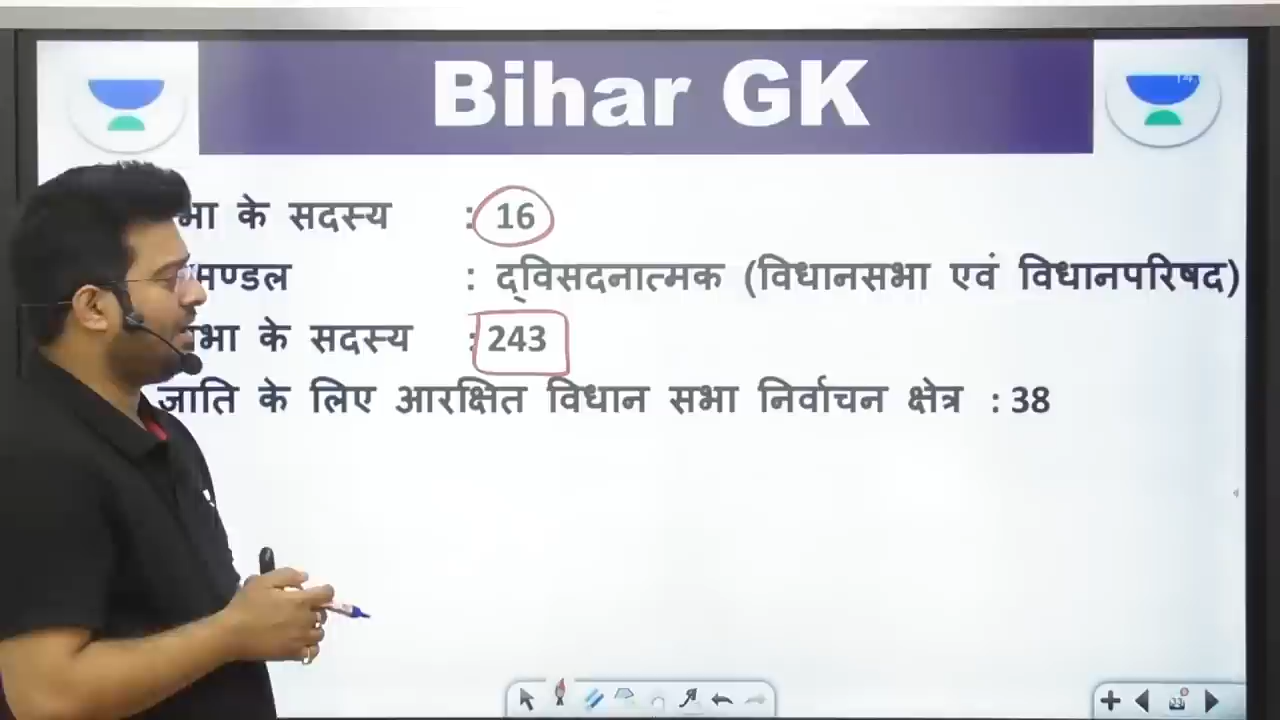 Bihar GK
भा के सदस्य : 16
मण्डल : द्विसदनात्मक (विधानसभा एवं विधानपरिषद)
भा के सदस्य : 243
जाति के लिए आरक्षित विधान सभा निर्वाचन क्षेत्र : 38